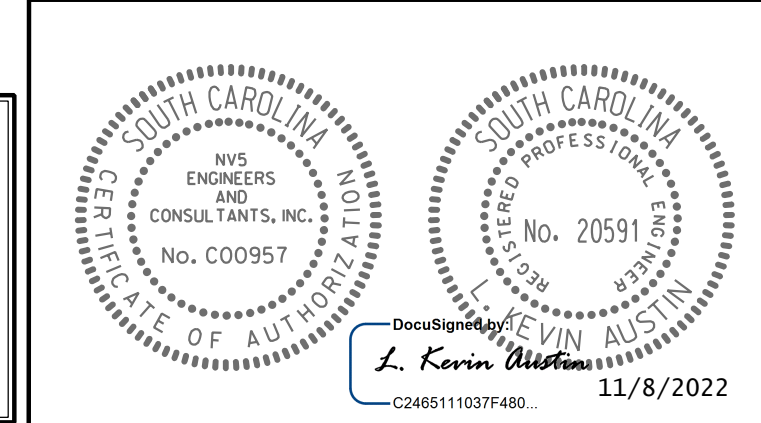 SOUTH CAROLINA
NV5
ENGINEERS
AND
CONSULTANTS, INC.
No. C00957
CERTIFICATE OF AUTHORIZATION
SOUTH CAROLINA
REGISTERED PROFESSIONAL ENGINEER
No. 20591
L. KEVIN AUSTIN
DocuSigned by:
L. Kevin Austin
11/8/2022
C2465111037F480...